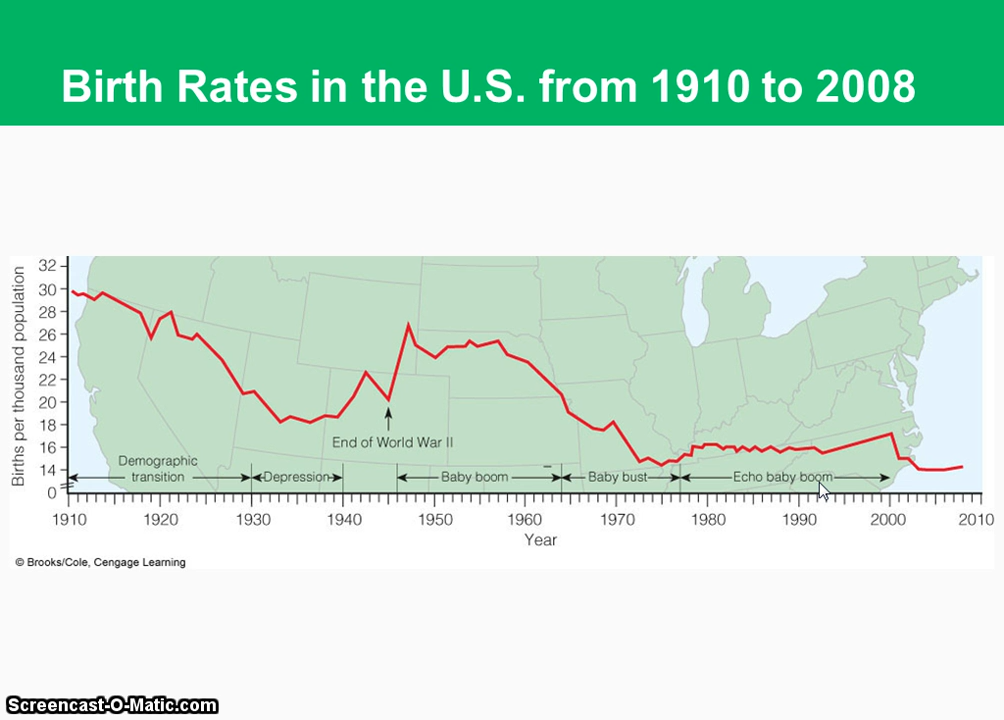 Birth Rates in the U.S. from 1910 to 2008
Births per thousand population
32
30
28
26
24
22
20
18
16
14
0
End of World War II
Demographic
transition
Depression
Baby boom
Baby bust
Echo baby boom
1910 1920 1930 1940 1950 1960 1970 1980 1990 2000 2010
Year
© Brooks/Cole, Cengage Learning
Screencast-O-Matic.com